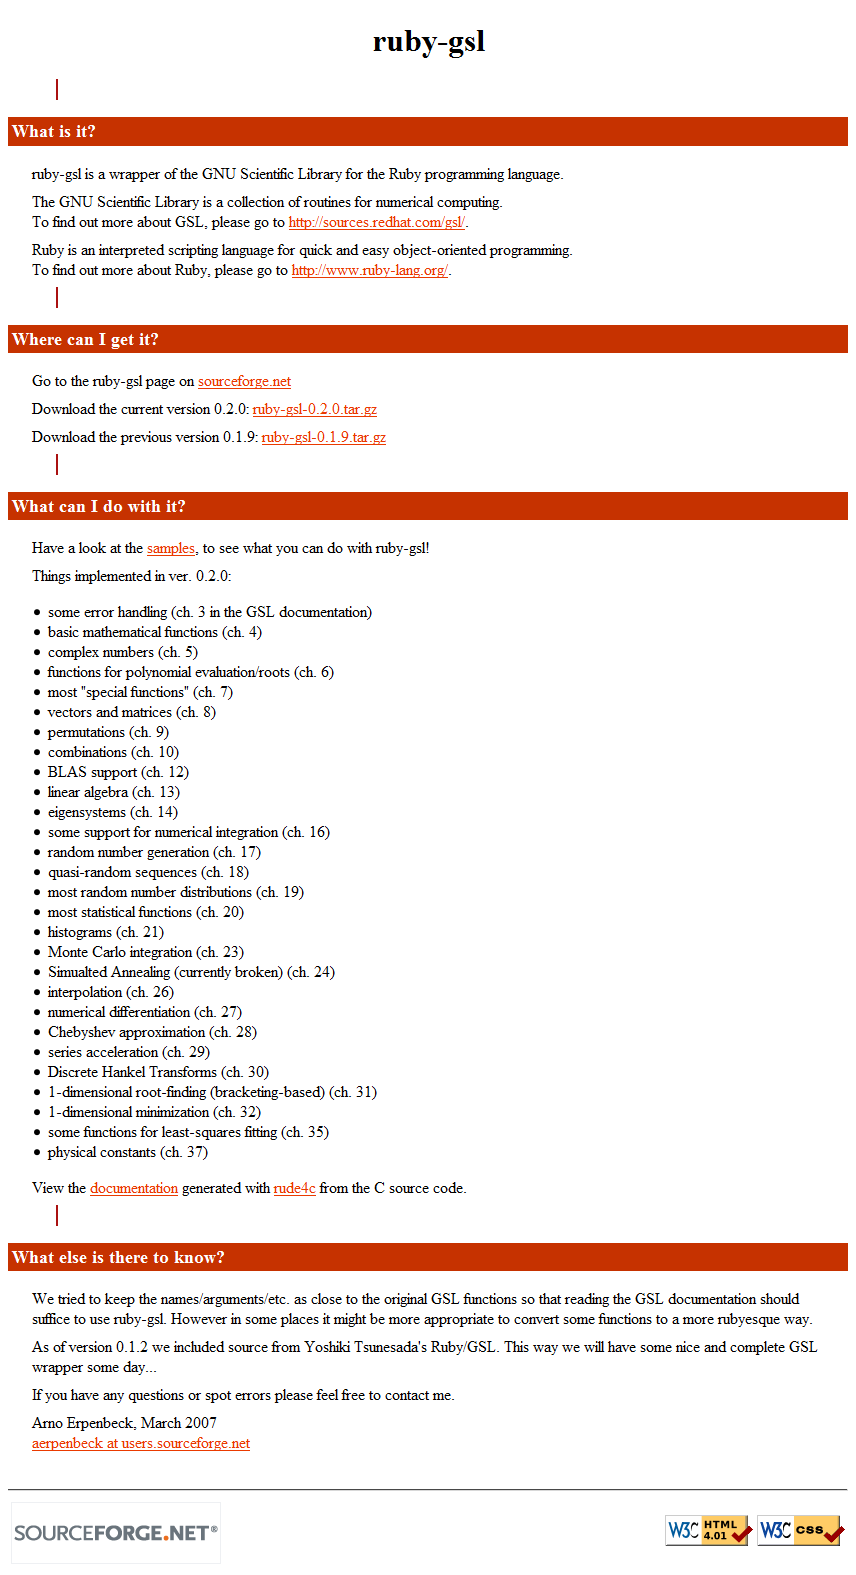 ruby-gsl
What is it?
ruby-gsl is a wrapper of the GNU Scientific Library for the Ruby programming language.
The GNU Scientific Library is a collection of routines for numerical computing.
To find out more about GSL, please go to http://sources.redhat.com/gsl/.
Ruby is an interpreted scripting language for quick and easy object-oriented programming.
To find out more about Ruby, please go to http://www.ruby-lang.org/.
Where can I get it?
Go to the ruby-gsl page on sourceforge.net
Download the current version 0.2.0: ruby-gsl-0.2.0.tar.gz
Download the previous version 0.1.9: ruby-gsl-0.1.9.tar.gz
What can I do with it?
Have a look at the samples, to see what you can do with ruby-gsl!
Things implemented in ver. 0.2.0:
• some error handling (ch. 3 in the GSL documentation)
• basic mathematical functions (ch. 4)
• complex numbers (ch. 5)
• functions for polynomial evaluation/roots (ch. 6)
• most "special functions" (ch. 7)
• vectors and matrices (ch. 8)
• permutations (ch. 9)
• combinations (ch. 10)
• BLAS support (ch. 12)
• linear algebra (ch. 13)
• eigensystems (ch. 14)
• some support for numerical integration (ch. 16)
• random number generation (ch. 17)
• quasi-random sequences (ch. 18)
• most random number distributions (ch. 19)
• most statistical functions (ch. 20)
• histograms (ch. 21)
• Monte Carlo integration (ch. 23)
• Simualted Annealing (currently broken) (ch. 24)
• interpolation (ch. 26)
• numerical differentiation (ch. 27)
• Chebyshev approximation (ch. 28)
• series acceleration (ch. 29)
• Discrete Hankel Transforms (ch. 30)
• 1-dimensional root-finding (bracketing-based) (ch. 31)
• 1-dimensional minimization (ch. 32)
• some functions for least-squares fitting (ch. 35)
• physical constants (ch. 37)
View the documentation generated with rude4c from the C source code.
What else is there to know?
We tried to keep the names/arguments/etc. as close to the original GSL functions so that reading the GSL documentation should
suffice to use ruby-gsl. However in some places it might be more appropriate to convert some functions to a more rubyesque way.
As of version 0.1.2 we included source from Yoshiki Tsunesada's Ruby/GSL. This way we will have some nice and complete GSL
wrapper some day...
If you have any questions or spot errors please feel free to contact me.
Arno Erpenbeck, March 2007
aerpenbeck at users.sourceforge.net
SOURCEFORGE.NET®
W3C HTML 4.01
W3C CSS